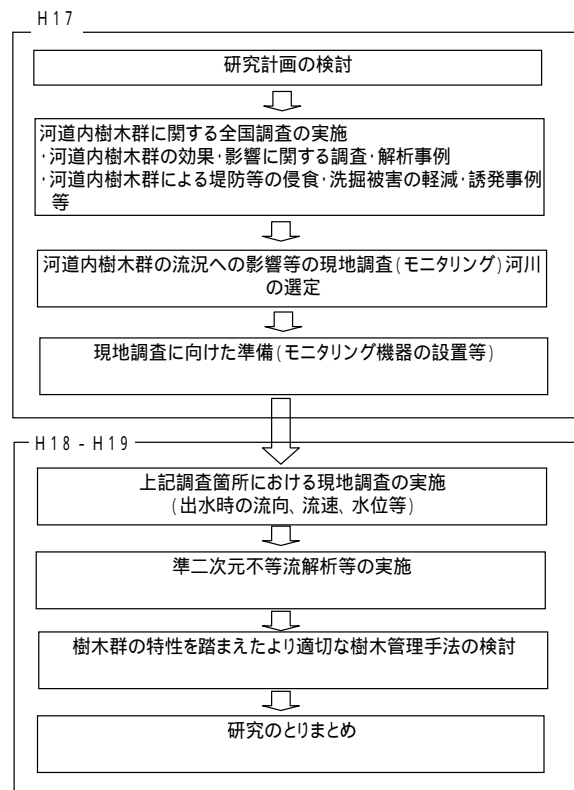 H17
研究計画の検討
河道内樹木群に関する全国調査の実施
･河道内樹木群の効果･影響に関する調査･解析事例
･河道内樹木群による堤防等の侵食･洗掘被害の軽減･誘発事例
等
河道内樹木群の流況への影響等の現地調査(モニタリング)河川
の選定
現地調査に向けた準備(モニタリング機器の設置等)
H18-H19
上記調査箇所における現地調査の実施
(出水時の流向、流速、水位等)
準二次元不等流解析等の実施
樹木群の特性を踏まえたより適切な樹木管理手法の検討
研究のとりまとめ